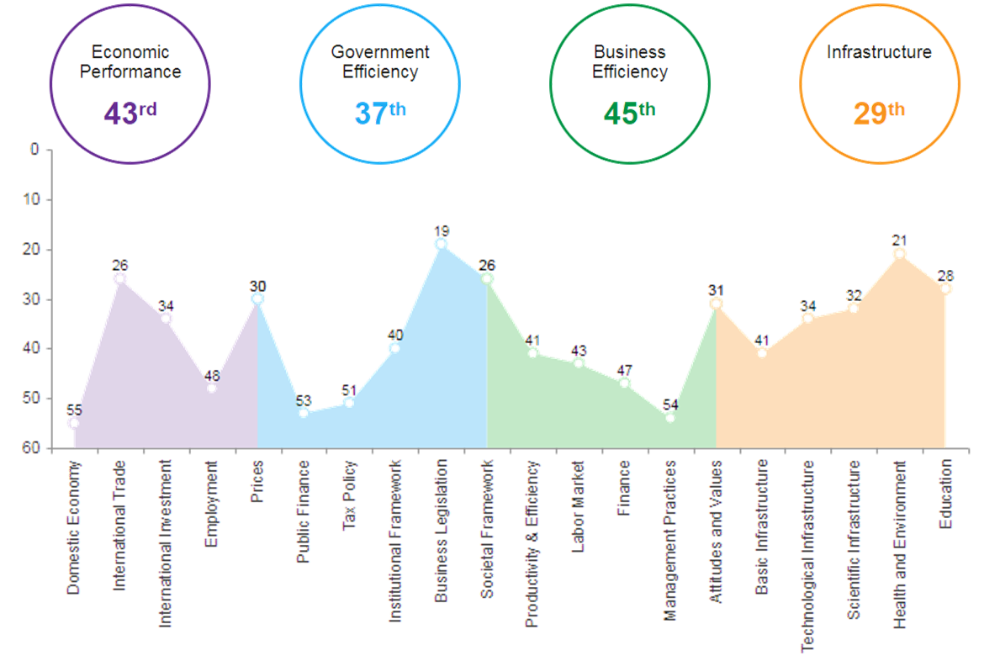 Economic
Performance
43rd
Government
Efficiency
37th
Business
Efficiency
45th
Infrastructure
29th
0
10
20
30
40
50
60
55
26
34
48
30
53
51
40
19
26
41
43
47
54
31
41
34
32
21
28
Domestic Economy
International Trade
International Investment
Employment
Prices
Public Finance
Tax Policy
Institutional Framework
Business Legislation
Societal Framework
Productivity & Efficiency
Labor Market
Finance
Management Practices
Attitudes and Values
Basic Infrastructure
Technological Infrastructure
Scientific Infrastructure
Health and Environment
Education